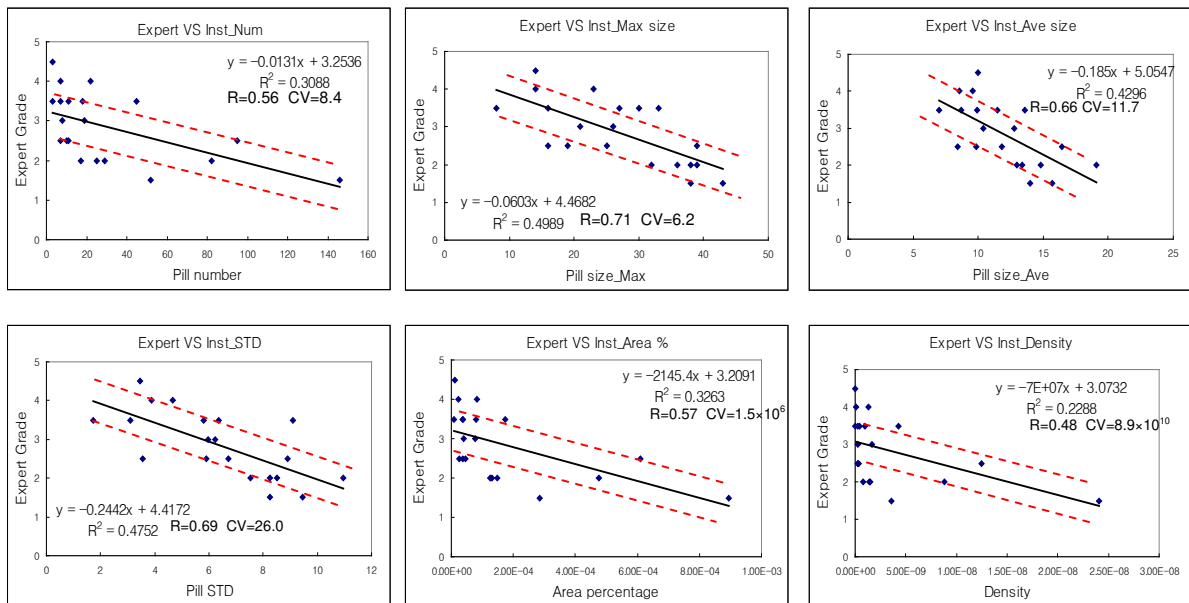 Expert VS Inst_Num
y = −0.0131x + 3.2536
R² = 0.3088
R=0.56 CV=8.4
Expert Grade
5
4
3
2
1
0
0 20 40 60 80 100 120 140 160
Pill number
Expert VS Inst_Max size
y = −0.0603x + 4.4682
R² = 0.4989 R=0.71 CV=6.2
Expert Grade
5
4
3
2
1
0
0 10 20 30 40 50
Pill size_Max
Expert VS Inst_Ave size
y = −0.185x + 5.0547
R² = 0.4296
R=0.66 CV=11.7
Expert Grade
5
4
3
2
1
0
0 5 10 15 20 25
Pill size_Ave
Expert VS Inst_STD
y = −0.2442x + 4.4172
R² = 0.4752 R=0.69 CV=26.0
Expert Grade
5
4
3
2
1
0
0 2 4 6 8 10 12
Pill STD
Expert VS Inst_Area %
y = −2145.4x + 3.2091
R² = 0.3263
R=0.57 CV=1.5×10⁶
Expert Grade
5
4
3
2
1
0
0.00E+00 2.00E−04 4.00E−04 6.00E−04 8.00E−04 1.00E−03
Area percentage
Expert VS Inst_Density
y = −7E+07x + 3.0732
R² = 0.2288
R=0.48 CV=8.9×10¹⁰
Expert Grade
5
4
3
2
1
0
0.00E+00 5.00E−09 1.00E−08 1.50E−08 2.00E−08 2.50E−08 3.00E−08
Density